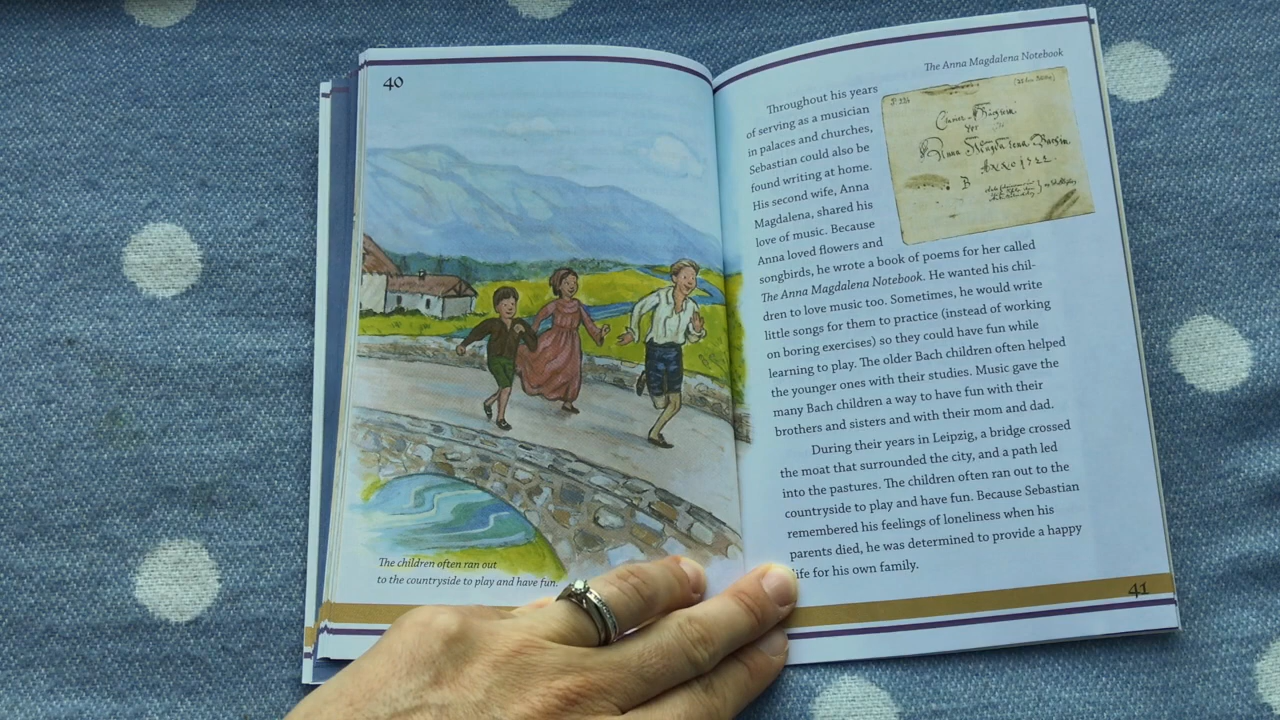 40
The children often ran out
to the countryside to play and have fun.
The Anna Magdalena Notebook
Throughout his years
of serving as a musician
in palaces and churches,
Sebastian could also be
found writing at home.
His second wife, Anna
Magdalena, shared his
love of music. Because
Anna loved flowers and
songbirds, he wrote a book of poems for her called
The Anna Magdalena Notebook. He wanted his chil-
dren to love music too. Sometimes, he would write
little songs for them to practice (instead of working
on boring exercises) so they could have fun while
learning to play. The older Bach children often helped
the younger ones with their studies. Music gave the
many Bach children a way to have fun with their
brothers and sisters and with their mom and dad.
During their years in Leipzig, a bridge crossed
the moat that surrounded the city, and a path led
into the pastures. The children often ran out to the
countryside to play and have fun. Because Sebastian
remembered his feelings of loneliness when his
parents died, he was determined to provide a happy
life for his own family.
41
Anna Magdalena Bachin